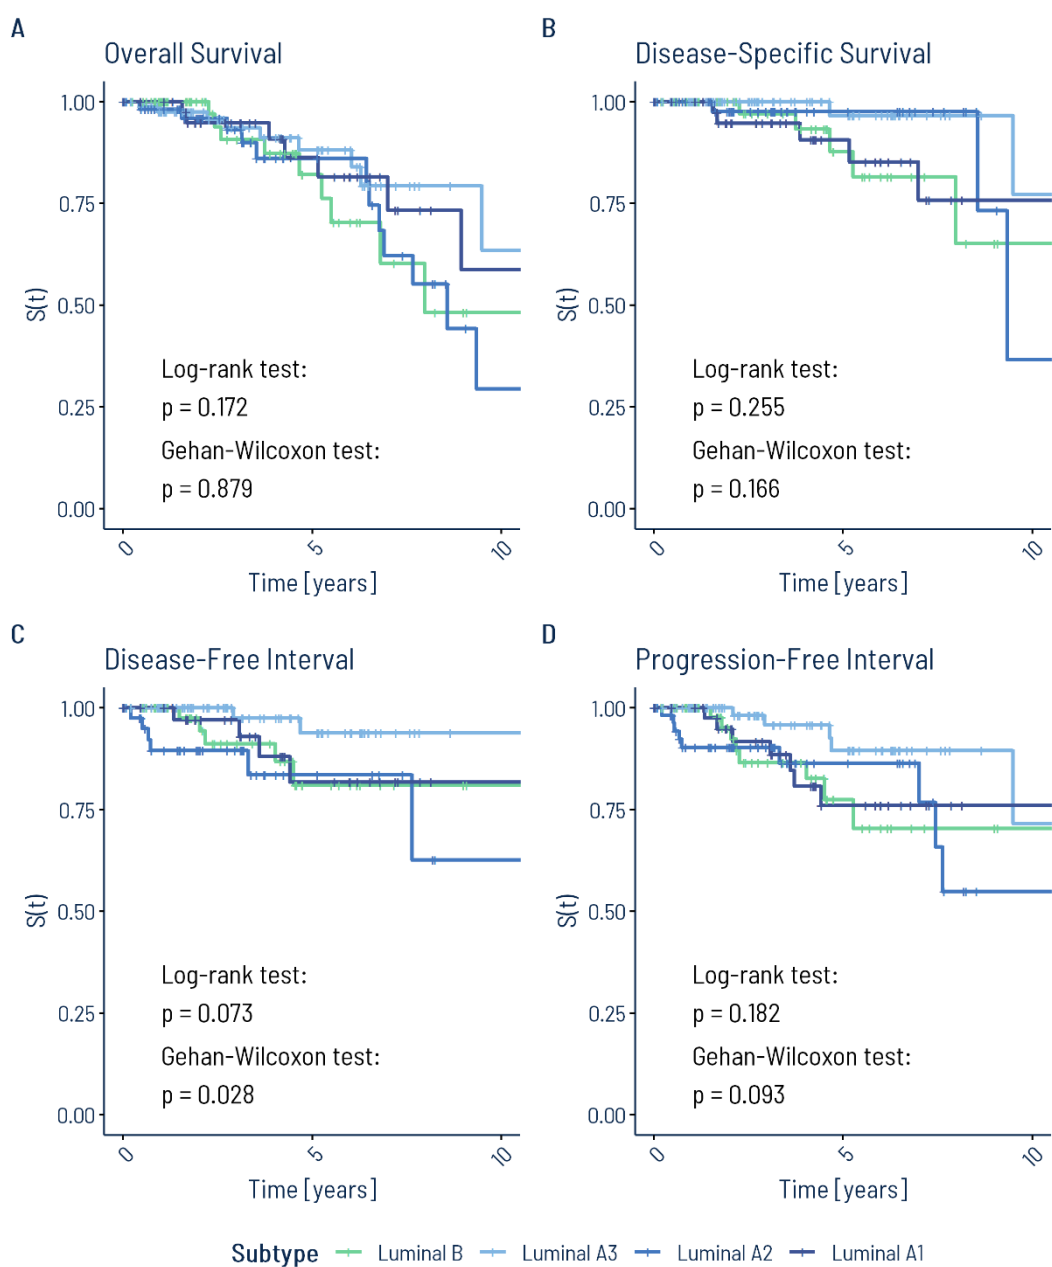 A
Overall Survival
1.00
0.75
0.50
0.25
0.00
S(t)
Log-rank test:
p = 0.172
Gehan-Wilcoxon test:
p = 0.879
0 5 10
Time [years]
B
Disease-Specific Survival
1.00
0.75
0.50
0.25
0.00
S(t)
Log-rank test:
p = 0.255
Gehan-Wilcoxon test:
p = 0.166
0 5 10
Time [years]
C
Disease-Free Interval
1.00
0.75
0.50
0.25
0.00
S(t)
Log-rank test:
p = 0.073
Gehan-Wilcoxon test:
p = 0.028
0 5 10
Time [years]
D
Progression-Free Interval
1.00
0.75
0.50
0.25
0.00
S(t)
Log-rank test:
p = 0.182
Gehan-Wilcoxon test:
p = 0.093
0 5 10
Time [years]
Subtype Luminal B Luminal A3 Luminal A2 Luminal A1